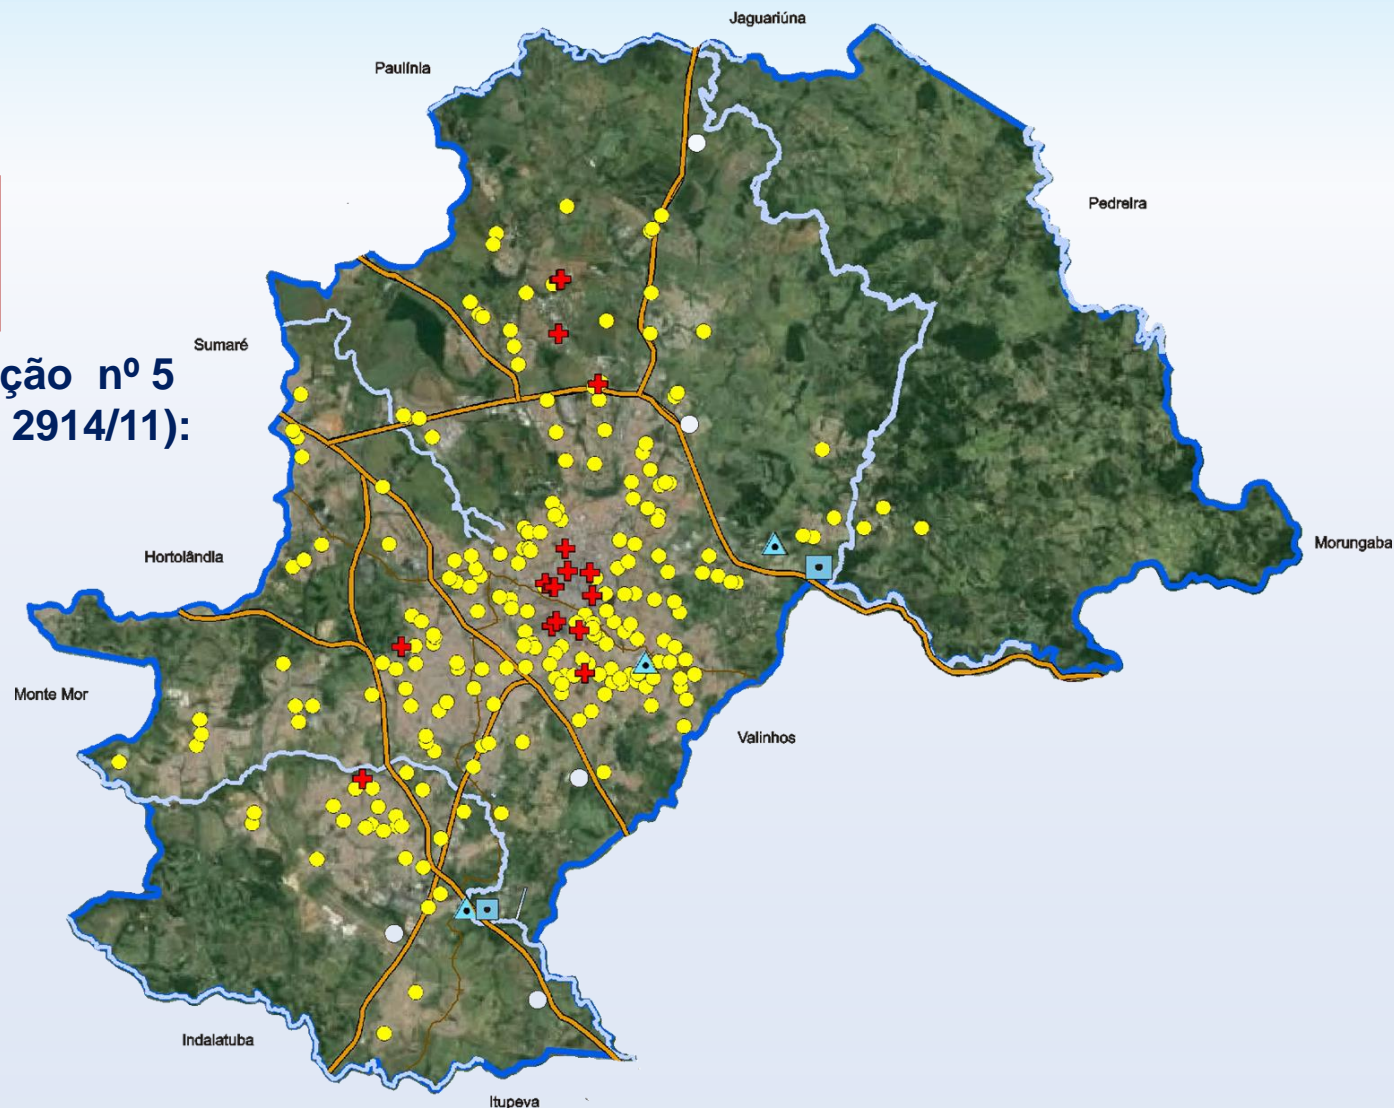 Jaguariúna
Paulínia
Pedreira
Sumaré
ção nº 5
2914/11):
Hortolândia
Morungaba
Monte Mor
Valinhos
Indaiatuba
Itupeva